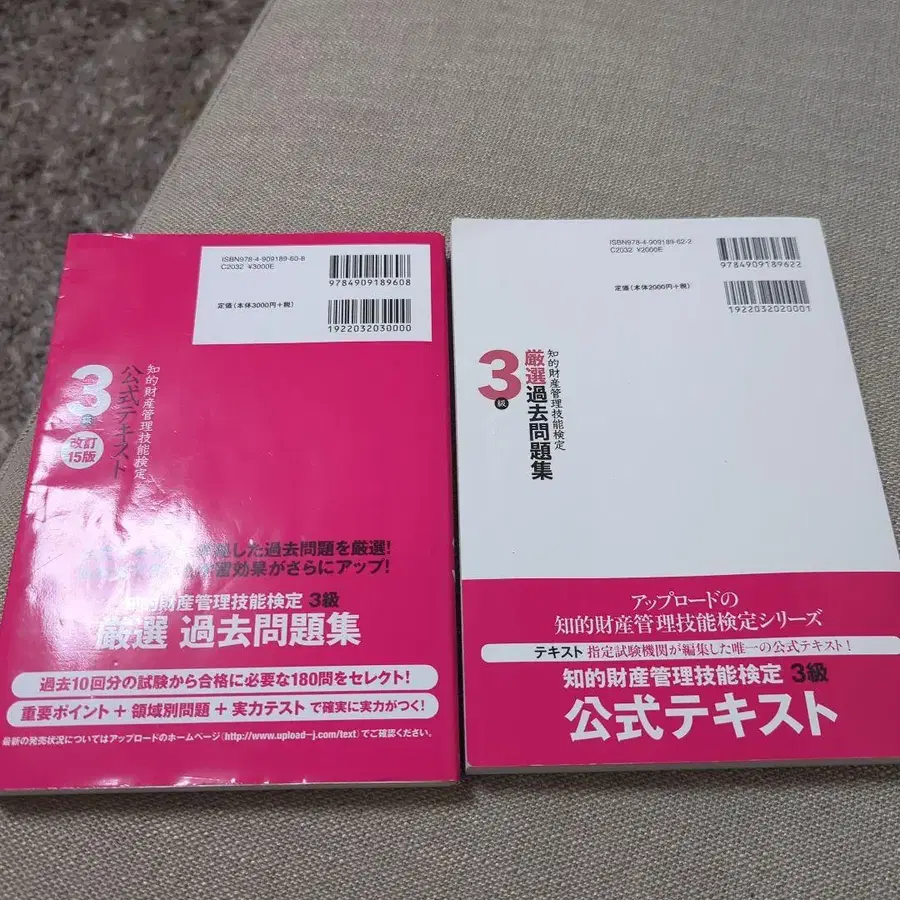 ISBN978-4-909189-60-8
C2032 ¥3000E
9784909189608
定価(本体3000円+税)
1922032030000
知的財産管理技能検定
公式テキスト
3級
改訂
15版
した過去問題を厳選!
学習効果がさらにアップ!
知的財産管理技能検定 3級
厳選 過去問題集
過去10回分の試験から合格に必要な180問をセレクト!
重要ポイント+領域別問題+実力テストで確実に実力がつく!
最新の発売状況についてはアップロードのホームページ(http://www.upload-j.com/text)でご確認ください。
ISBN978-4-909189-62-2
C2032 ¥2000E
9784909189622
定価(本体2000円+税)
1922032020001
知的財産管理技能検定
厳選過去問題集
3級
アップロードの
知的財産管理技能検定シリーズ
テキスト 指定試験機関が編集した唯一の公式テキスト!
知的財産管理技能検定 3級
公式テキスト